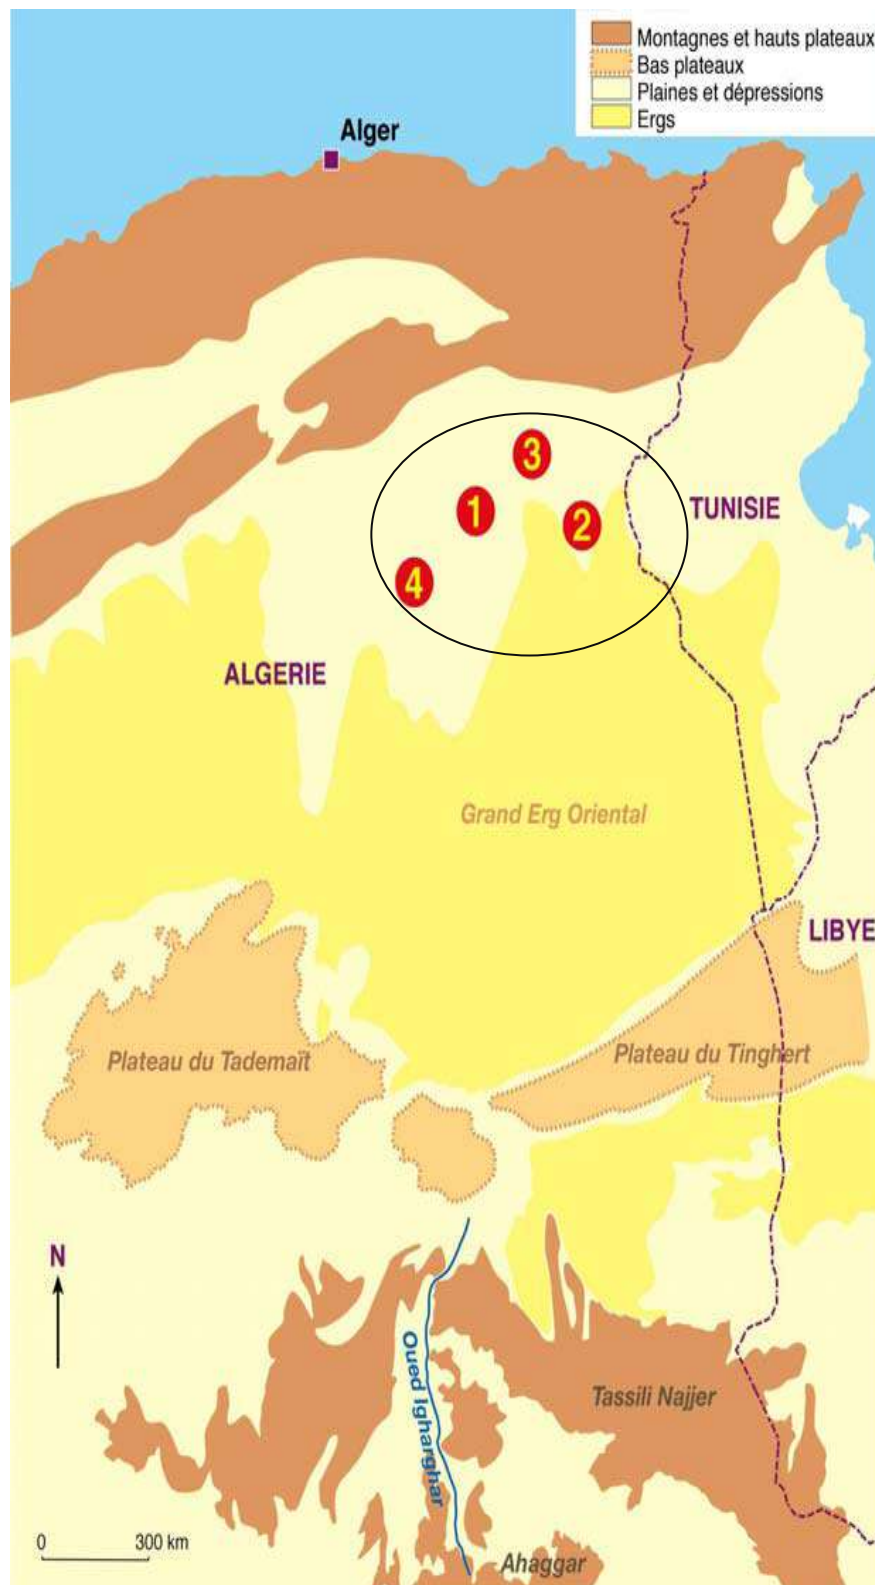 Montagnes et hauts plateaux
Bas plateaux
Plaines et dépressions
Ergs
Alger
3
1
2
TUNISIE
4
ALGERIE
Grand Erg Oriental
LIBYE
Plateau du Tademaït
Plateau du Tinghert
N
Oued Igharghar
Tassili Najjer
0 300 km
Ahaggar